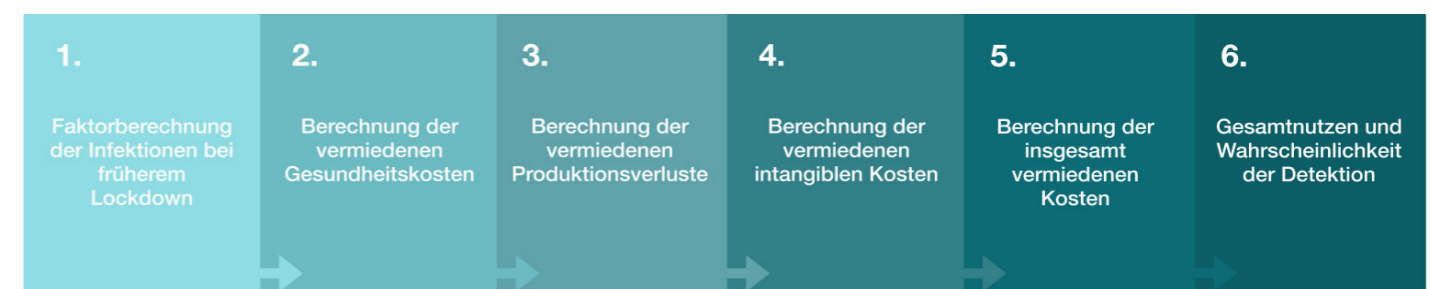 1.
Faktorberechnung
der Infektionen bei
früherem
Lockdown
2.
Berechnung der
vermiedenen
Gesundheitskosten
3.
Berechnung der
vermiedenen
Produktionsverluste
4.
Berechnung der
vermiedenen
intangiblen Kosten
5.
Berechnung der
insgesamt
vermiedenen
Kosten
6.
Gesamtnutzen und
Wahrscheinlichkeit
der Detektion